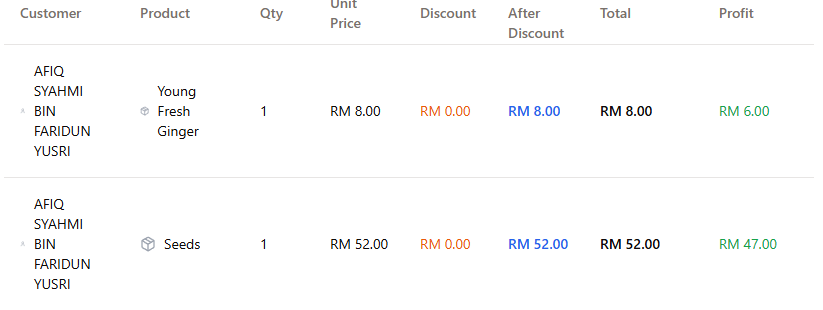 Customer Product Qty Unit Price Discount After Discount Total Profit
AFIQ SYAHMI BIN FARIDUN YUSRI Young Fresh Ginger 1 RM 8.00 RM 0.00 RM 8.00 RM 8.00 RM 6.00
AFIQ SYAHMI BIN FARIDUN YUSRI Seeds 1 RM 52.00 RM 0.00 RM 52.00 RM 52.00 RM 47.00